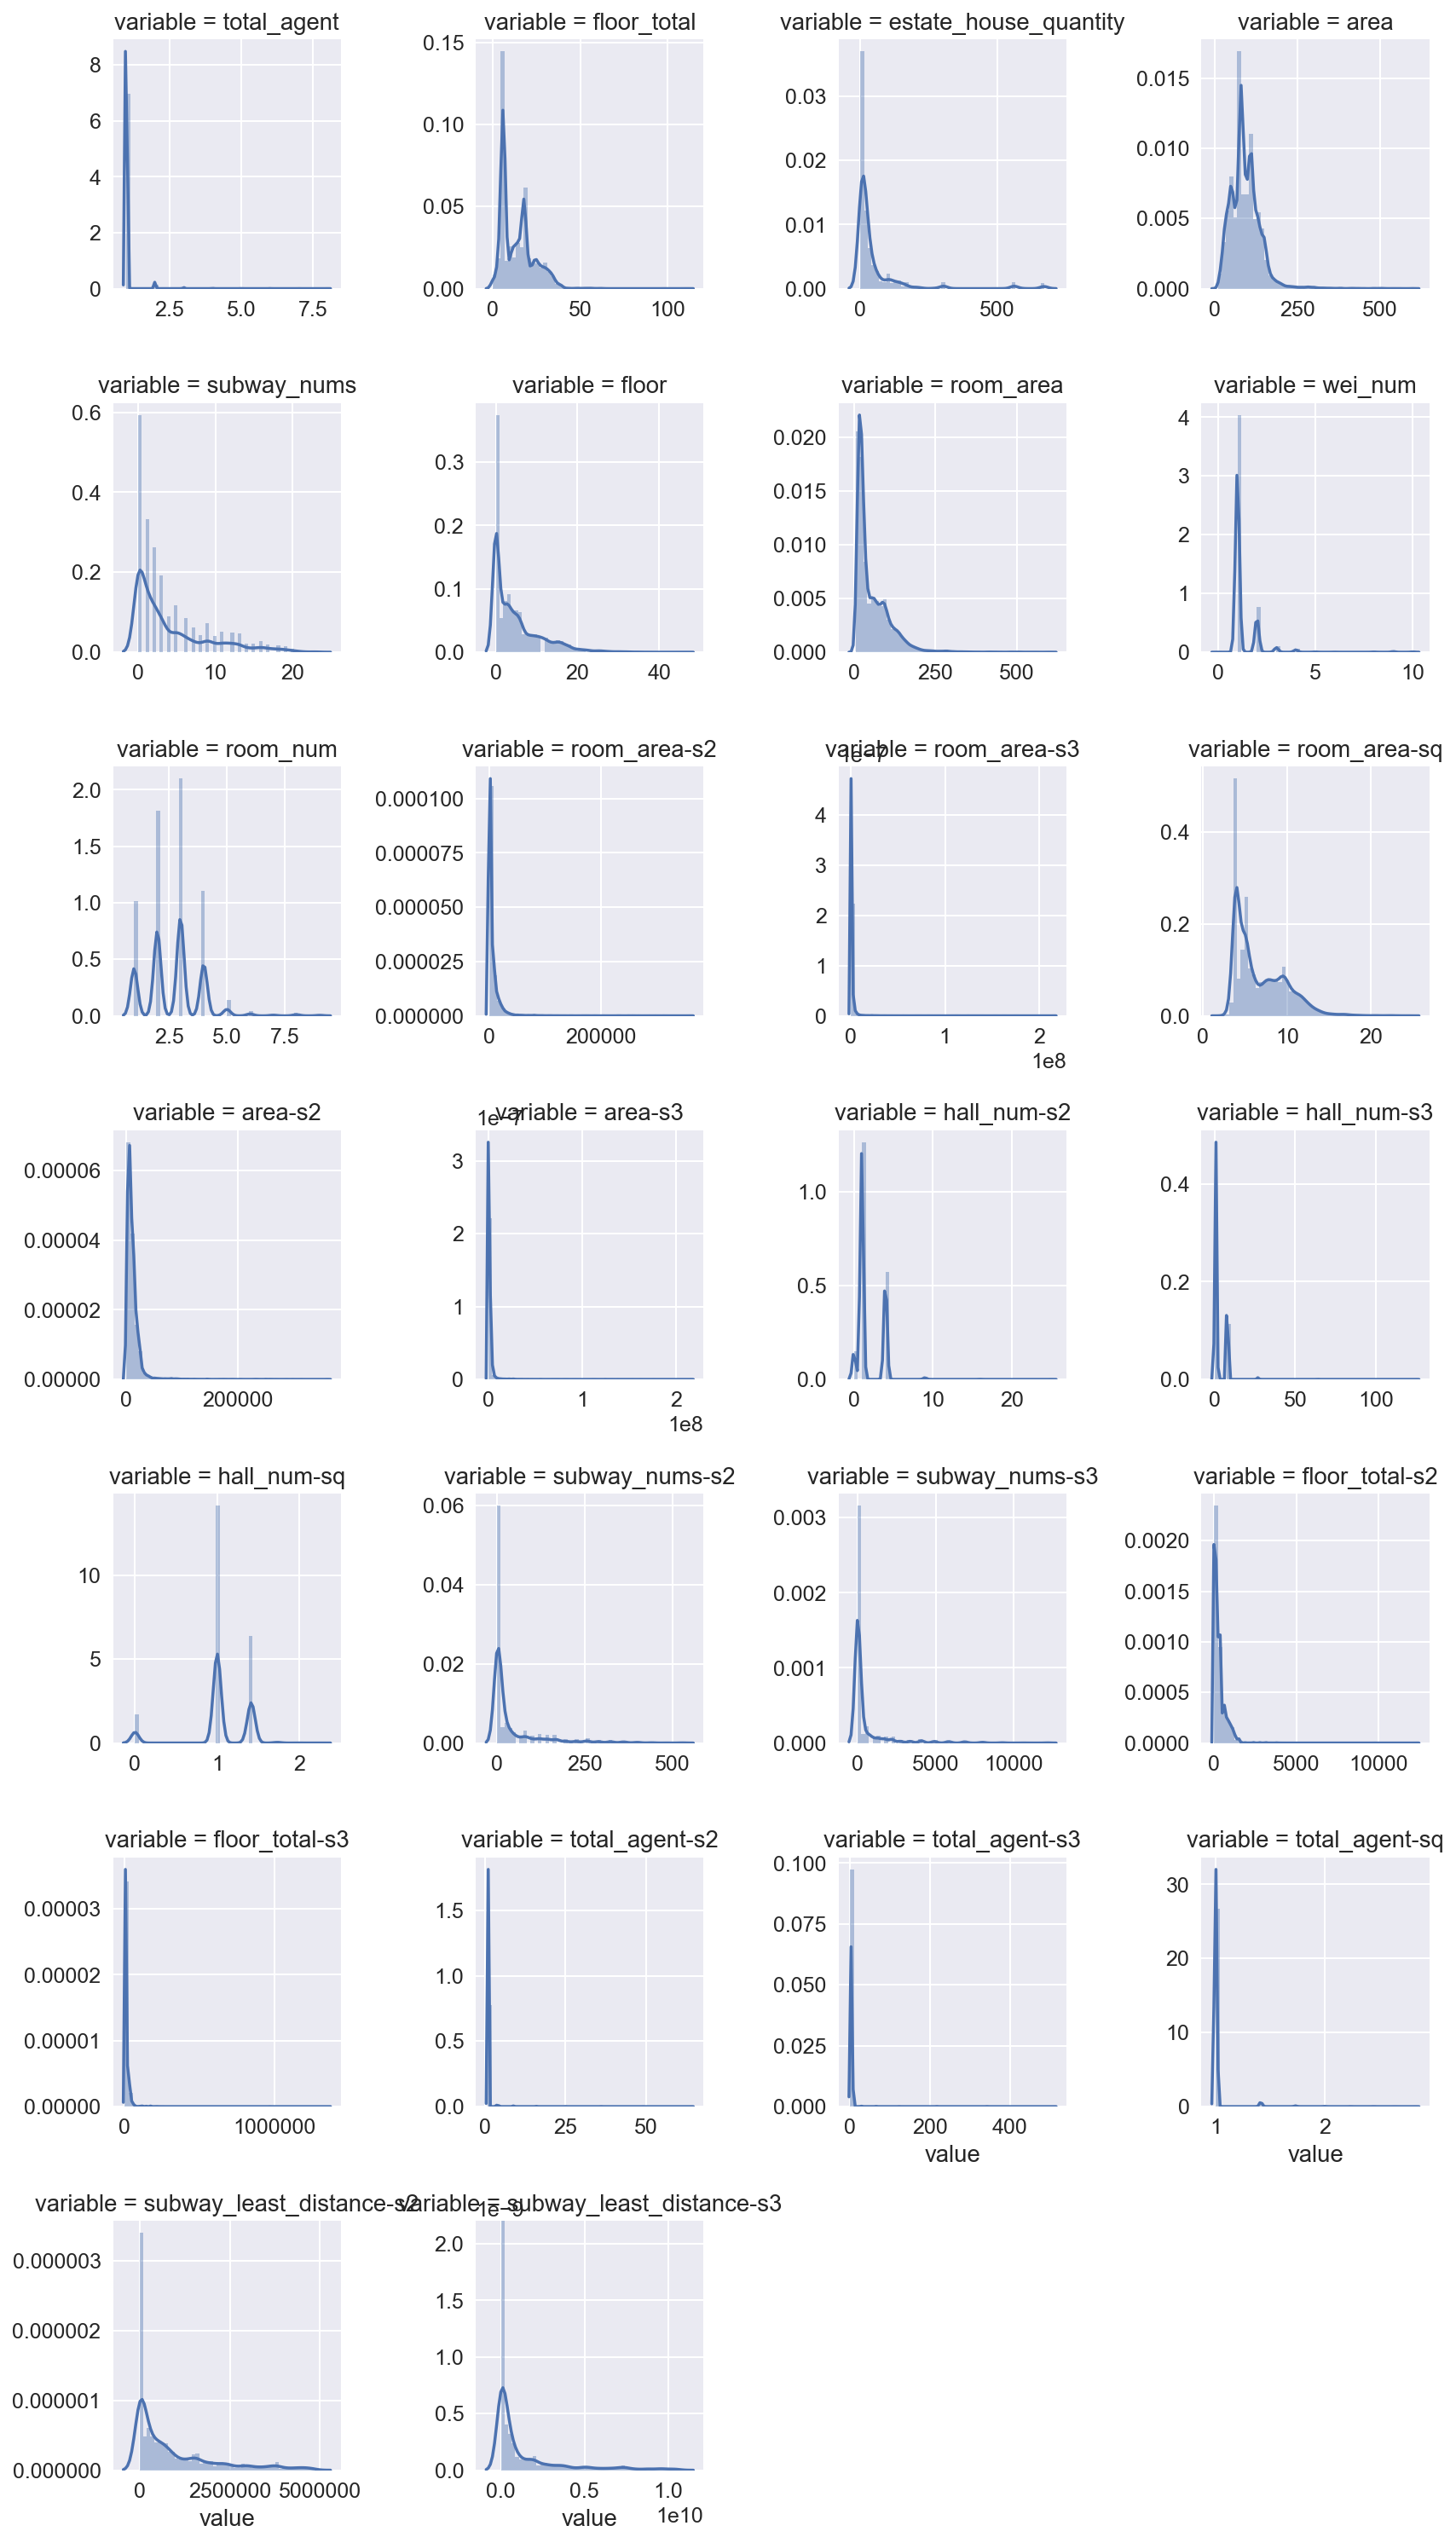 variable = total_agent
8
6
4
2
0
2.5 5.0 7.5
variable = floor_total
0.15
0.10
0.05
0.00
0 50 100
variable = estate_house_quantity
0.03
0.02
0.01
0.00
0 500
variable = area
0.015
0.010
0.005
0.000
0 250 500
variable = subway_nums
0.6
0.4
0.2
0.0
0 10 20
variable = floor
0.3
0.2
0.1
0.0
0 20 40
variable = room_area
0.020
0.015
0.010
0.005
0.000
0 250 500
variable = wei_num
4
3
2
1
0
0 5 10
variable = room_num
2.0
1.5
1.0
0.5
0.0
2.5 5.0 7.5
variable = room_area-s2
0.000100
0.000075
0.000050
0.000025
0.000000
0 200000
variable = room_area-s3
1e−7
4
3
2
1
0
0 1 2
1e8
variable = room_area-sq
0.4
0.2
0.0
0 10 20
variable = area-s2
0.00006
0.00004
0.00002
0.00000
0 200000
variable = area-s3
1e−7
3
2
1
0
0 1 2
1e8
variable = hall_num-s2
1.0
0.5
0.0
0 10 20
variable = hall_num-s3
0.4
0.2
0.0
0 50 100
variable = hall_num-sq
10
5
0
0 1 2
variable = subway_nums-s2
0.06
0.04
0.02
0.00
0 250 500
variable = subway_nums-s3
0.003
0.002
0.001
0.000
0 5000 10000
variable = floor_total-s2
0.0020
0.0015
0.0010
0.0005
0.0000
0 5000 10000
variable = floor_total-s3
0.00003
0.00002
0.00001
0.00000
0 1000000
variable = total_agent-s2
1.5
1.0
0.5
0.0
0 25 50
variable = total_agent-s3
0.100
0.075
0.050
0.025
0.000
0 200 400
value
variable = total_agent-sq
30
20
10
0
1 2
value
variable = subway_least_distance-s2
0.000003
0.000002
0.000001
0.000000
0 2500000 5000000
value
variable = subway_least_distance-s3
1e−9
2.0
1.5
1.0
0.5
0.0
0.0 0.5 1.0
1e10
value